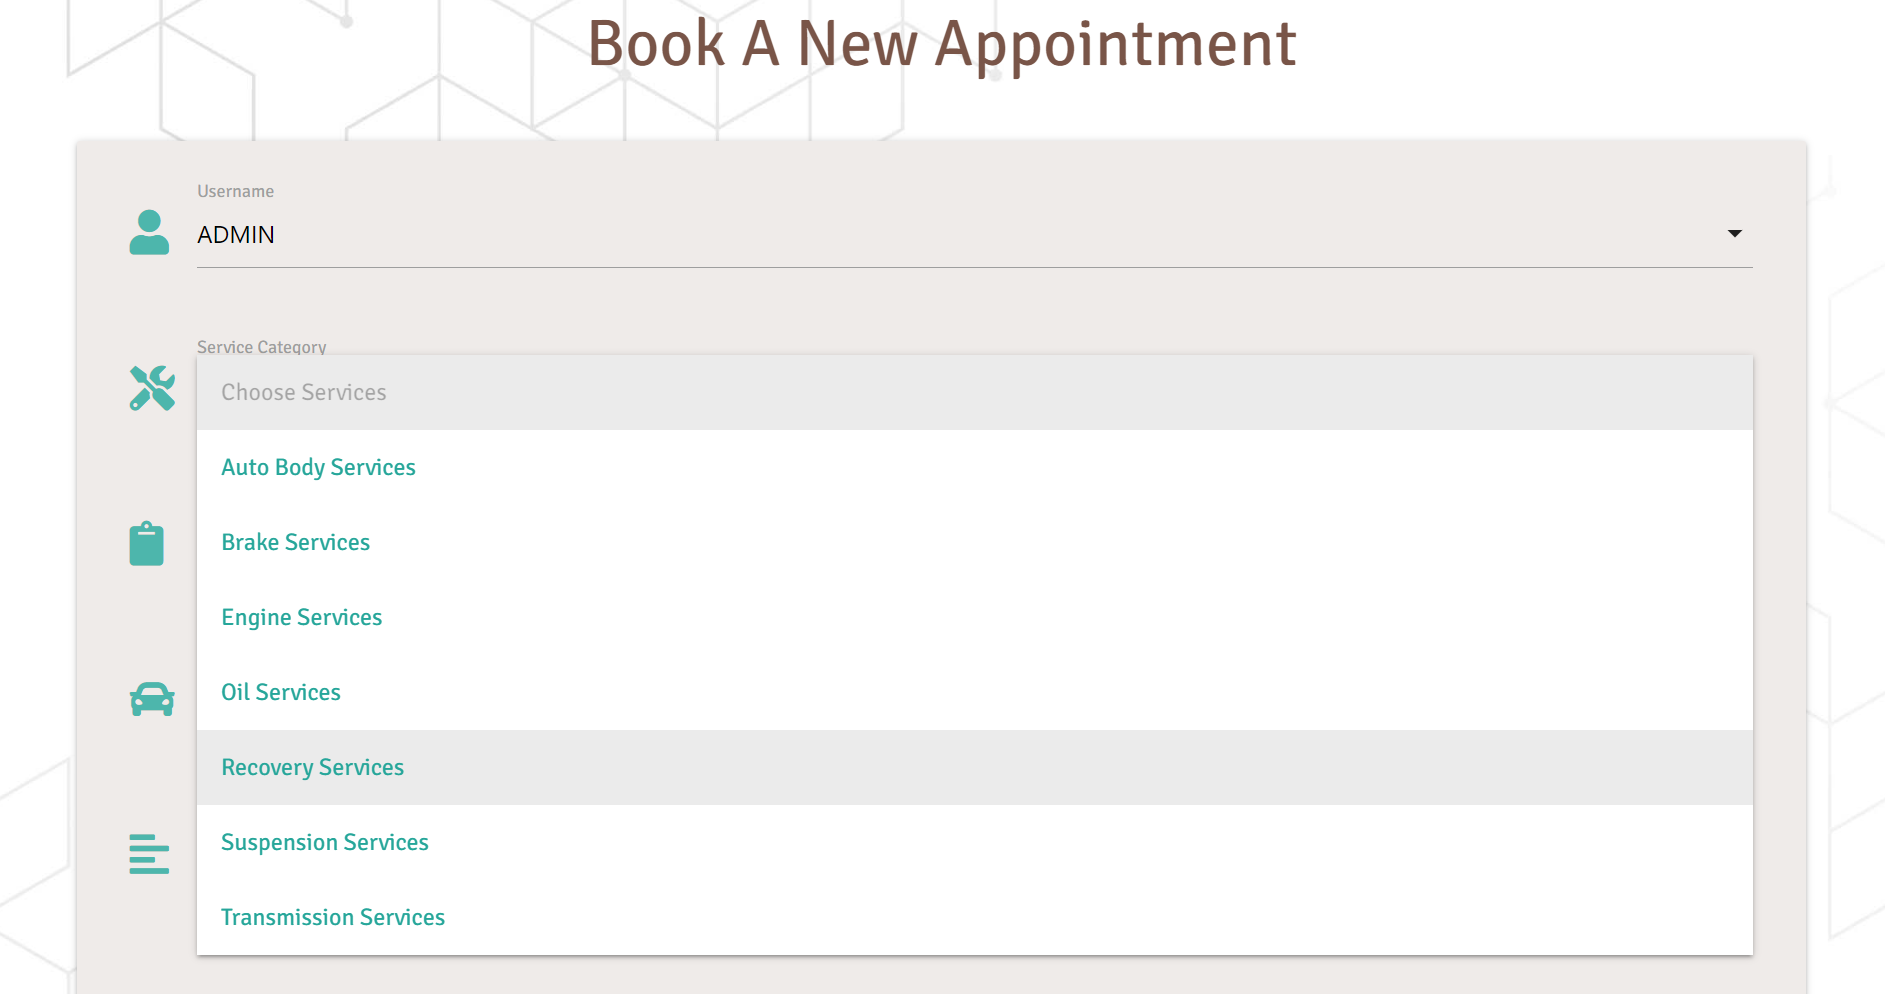 Book A New Appointment
Username
ADMIN
Service Category
Choose Services
Auto Body Services
Brake Services
Engine Services
Oil Services
Recovery Services
Suspension Services
Transmission Services